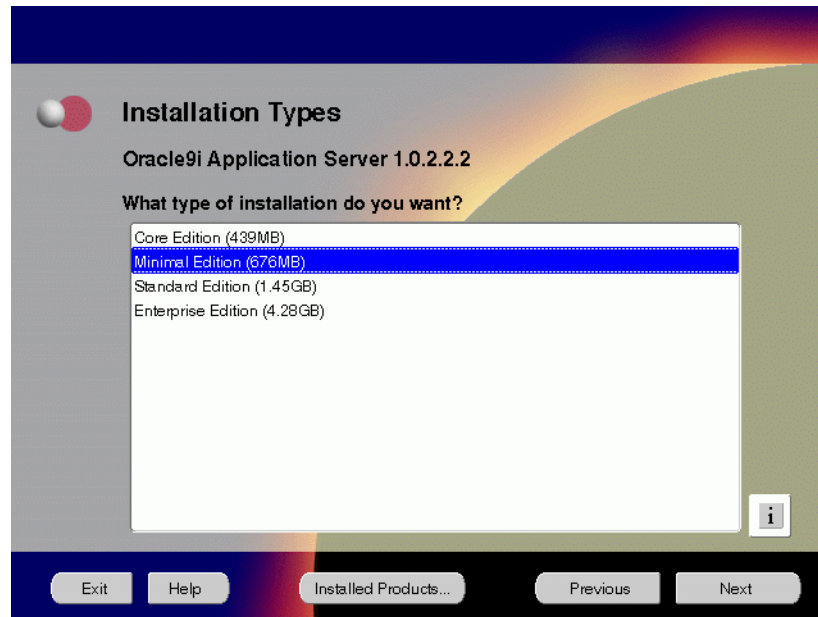 Installation Types
Oracle9i Application Server 1.0.2.2.2
What type of installation do you want?
Core Edition (439MB)
Minimal Edition (676MB)
Standard Edition (1.45GB)
Enterprise Edition (4.28GB)
i
Exit
Help
Installed Products...
Previous
Next